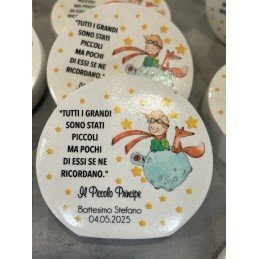 "TUTTI I GRANDI
SONO STATI
PICCOLI
MA POCHI
DI ESSI SE NE
RICORDANO."
"TUTTI I GRANDI
SONO STATI
PICCOLI
MA POCHI
DI ESSI SE NE
RICORDANO."
Il Piccolo Principe
Battesimo Stefano
04.05.2025